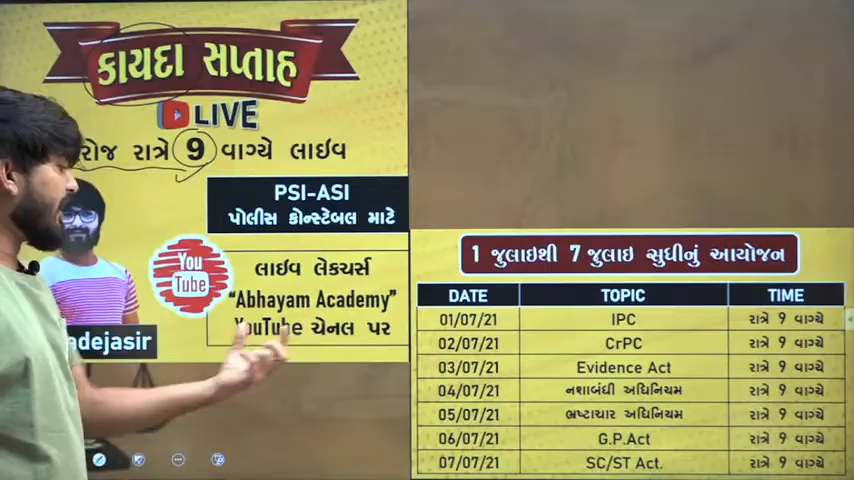 કાયદા સપ્તાહ
LIVE
રોજ રાત્રે 9 વાગ્યે લાઈવ
PSI-ASI
પોલીસ કોન્સ્ટેબલ માટે
You
Tube
લાઈવ લેકચર્સ
"Abhayam Academy"
YouTube ચેનલ પર
dejasir
1 જુલાઇથી 7 જુલાઇ સુધીનું આયોજન
DATE TOPIC TIME
01/07/21 IPC રાત્રે 9 વાગ્યે
02/07/21 CrPC રાત્રે 9 વાગ્યે
03/07/21 Evidence Act રાત્રે 9 વાગ્યે
04/07/21 નશાબંધી અધિનિયમ રાત્રે 9 વાગ્યે
05/07/21 ભ્રષ્ટાચાર અધિનિયમ રાત્રે 9 વાગ્યે
06/07/21 G.P.Act રાત્રે 9 વાગ્યે
07/07/21 SC/ST Act. રાત્રે 9 વાગ્યે